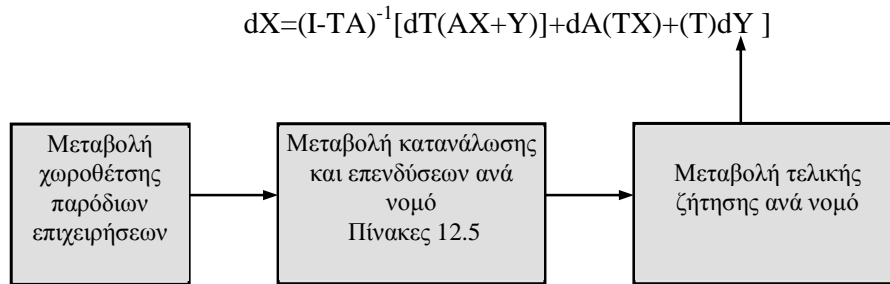 dX=(I-TA)-1[dT(AX+Y)]+dA(TX)+(T)dY ]
Μεταβολή
χωροθέτσης
παρόδιων
επιχειρήσεων
Μεταβολή κατανάλωσης
και επενδύσεων ανά
νομό
Πίνακες 12.5
Μεταβολή τελικής
ζήτησης ανά νομό